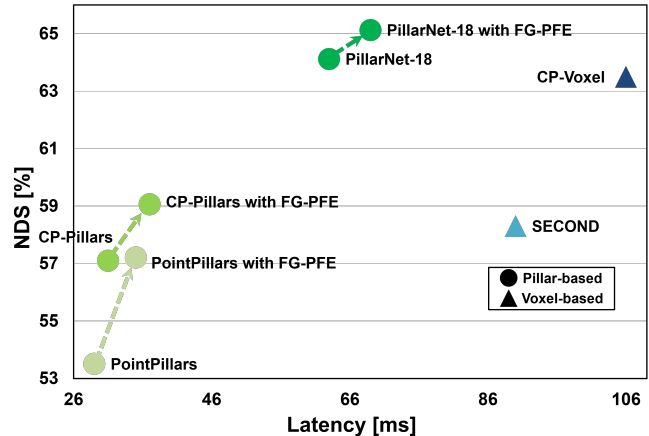 65
PillarNet-18 with FG-PFE
PillarNet-18
63
CP-Voxel
61
NDS [%]
59
CP-Pillars with FG-PFE
CP-Pillars
SECOND
57
PointPillars with FG-PFE
Pillar-based
Voxel-based
55
PointPillars
53
26 46 66 86 106
Latency [ms]